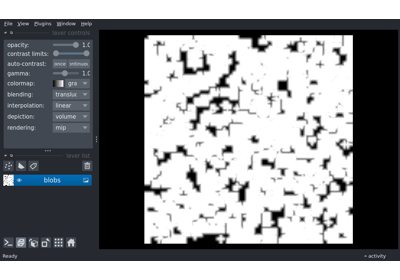 File View Plugins Window Help
layer controls
opacity: 1.0
contrast limits:
auto-contrast: once
gamma: 1.0
colormap: gra
blending: translu
interpolation: linear
depiction: volume
rendering: mip
layer list
blobs
Ready
activity